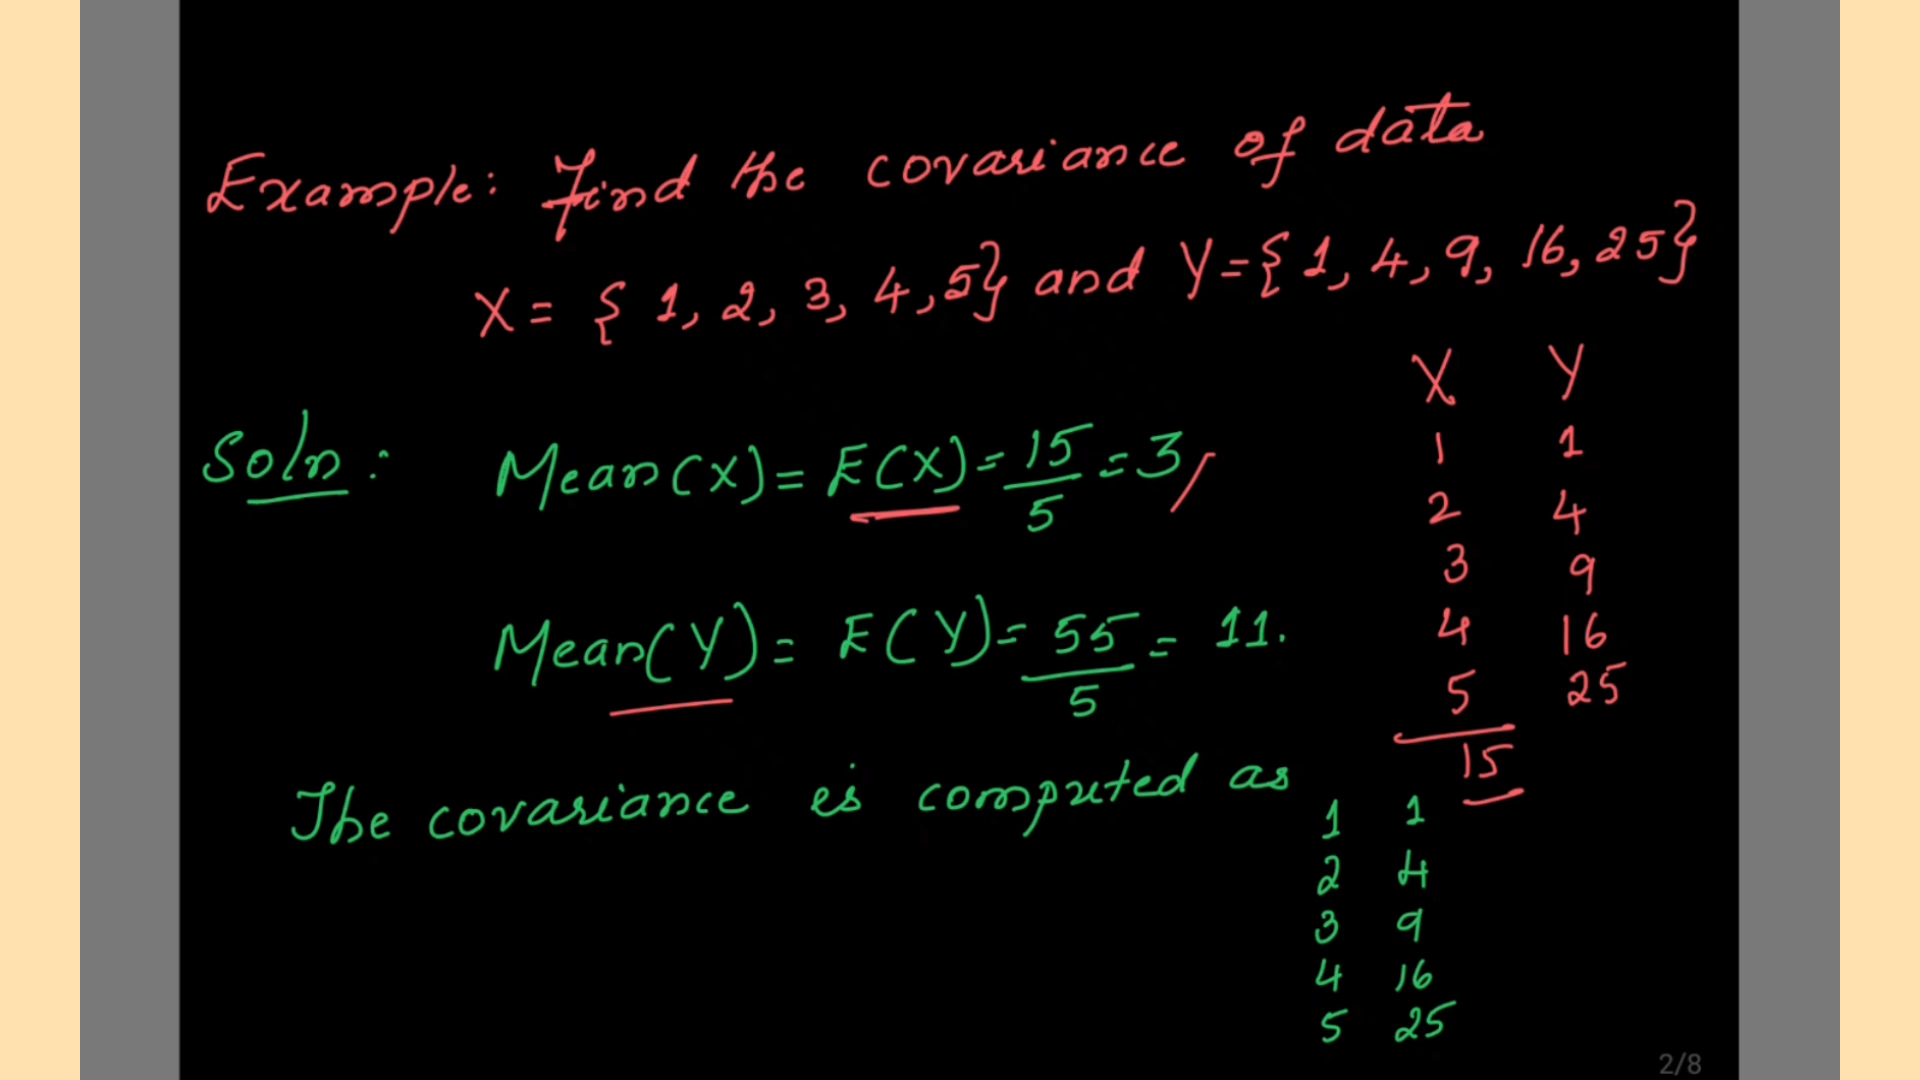 Example: Find the covariance of data
X = { 1, 2, 3, 4, 5} and Y = { 1, 4, 9, 16, 25}
Soln: Mean(X) = E(X) = 15/5 = 3
Mean(Y) = E(Y) = 55/5 = 11.
X Y
1 1
2 4
3 9
4 16
5 25
15
The covariance is computed as
1 1
2 4
3 9
4 16
5 25
2/8